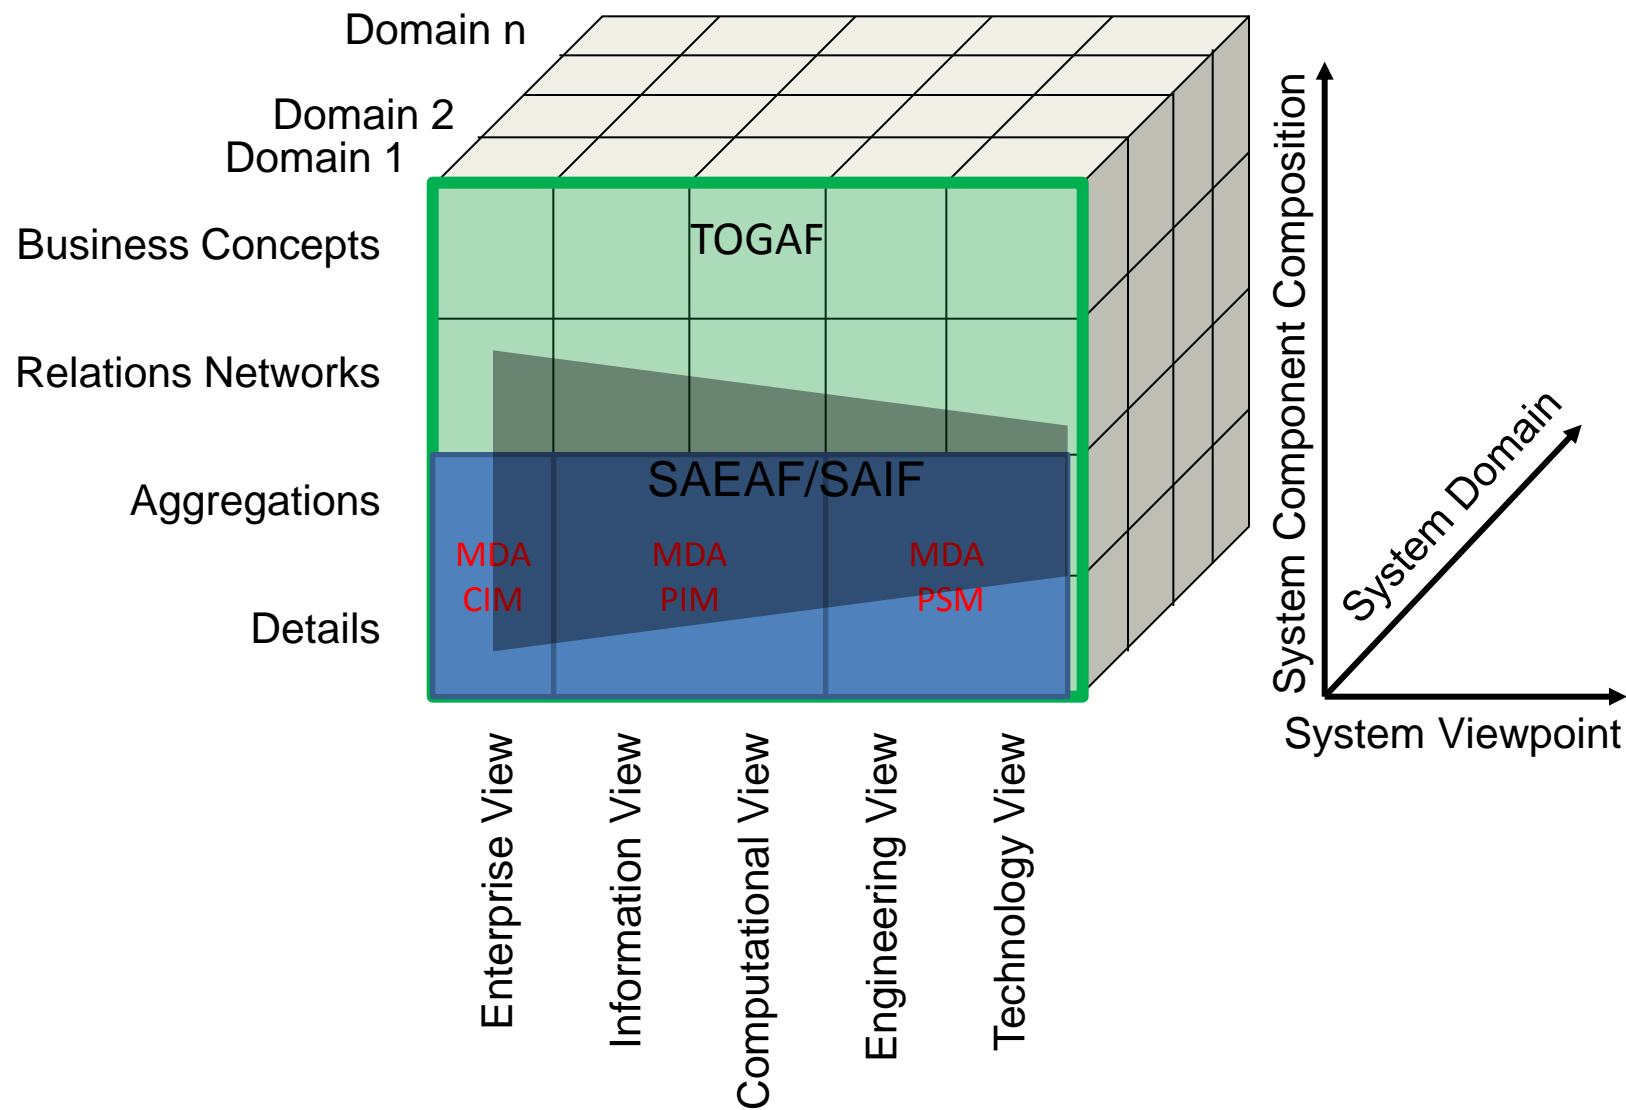 Domain n
Domain 2
Domain 1
Business Concepts
TOGAF
Relations Networks
Aggregations
SAEAF/SAIF
MDA
CIM
MDA
PIM
MDA
PSM
Details
Enterprise View
Information View
Computational View
Engineering View
Technology View
System Component Composition
System Domain
System Viewpoint